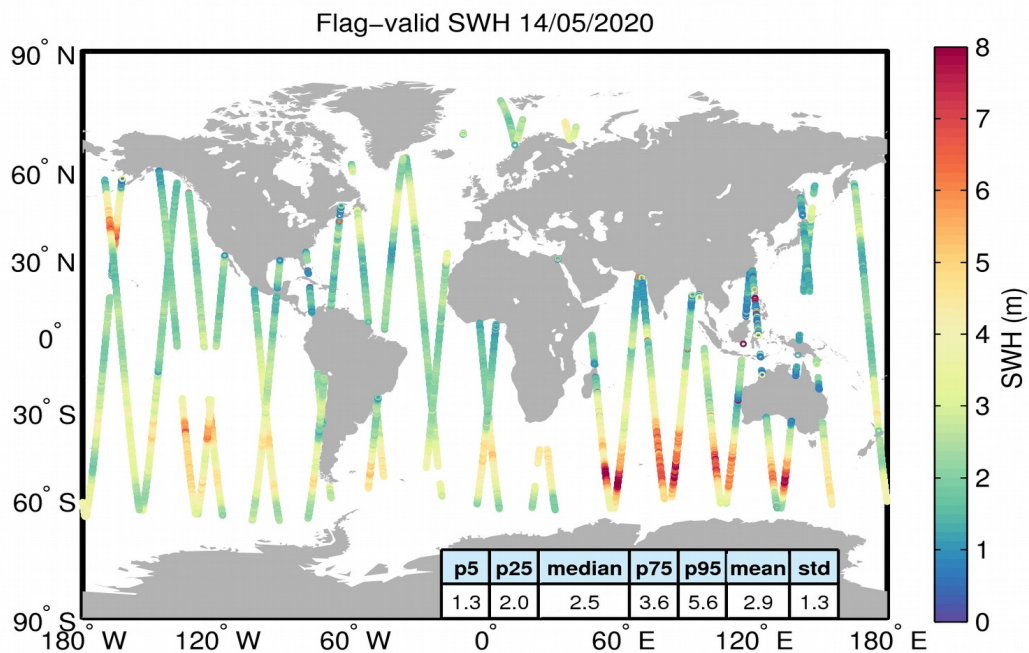 Flag−valid SWH 14/05/2020
90° N
60° N
30° N
0°
30° S
60° S
90° S
180° W
120° W
60° W
0°
60° E
120° E
180° E
8
7
6
5
4
3
2
1
0
SWH (m)
p5 p25 median p75 p95 mean std
1.3 2.0 2.5 3.6 5.6 2.9 1.3